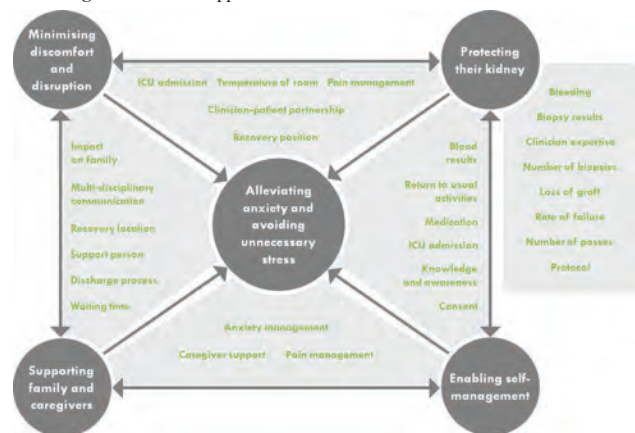 Minimising
discomfort
and
disruption
Protecting
their kidney
ICU admission Temperature of room Pain management
Clinician-patient partnership
Recovery position
Impact
on family
Multi-disciplinary
communication
Recovery location
Support person
Discharge process
Waiting time
Alleviating
anxiety and
avoiding
unnecessary
stress
Blood
results
Return to usual
activities
Medication
ICU admission
Knowledge
and awareness
Consent
Bleeding
Biopsy results
Clinician expertise
Number of biopsies
Loss of graft
Rate of failure
Number of passes
Protocol
Anxiety management
Caregiver support Pain management
Supporting
family and
caregivers
Enabling self-
management